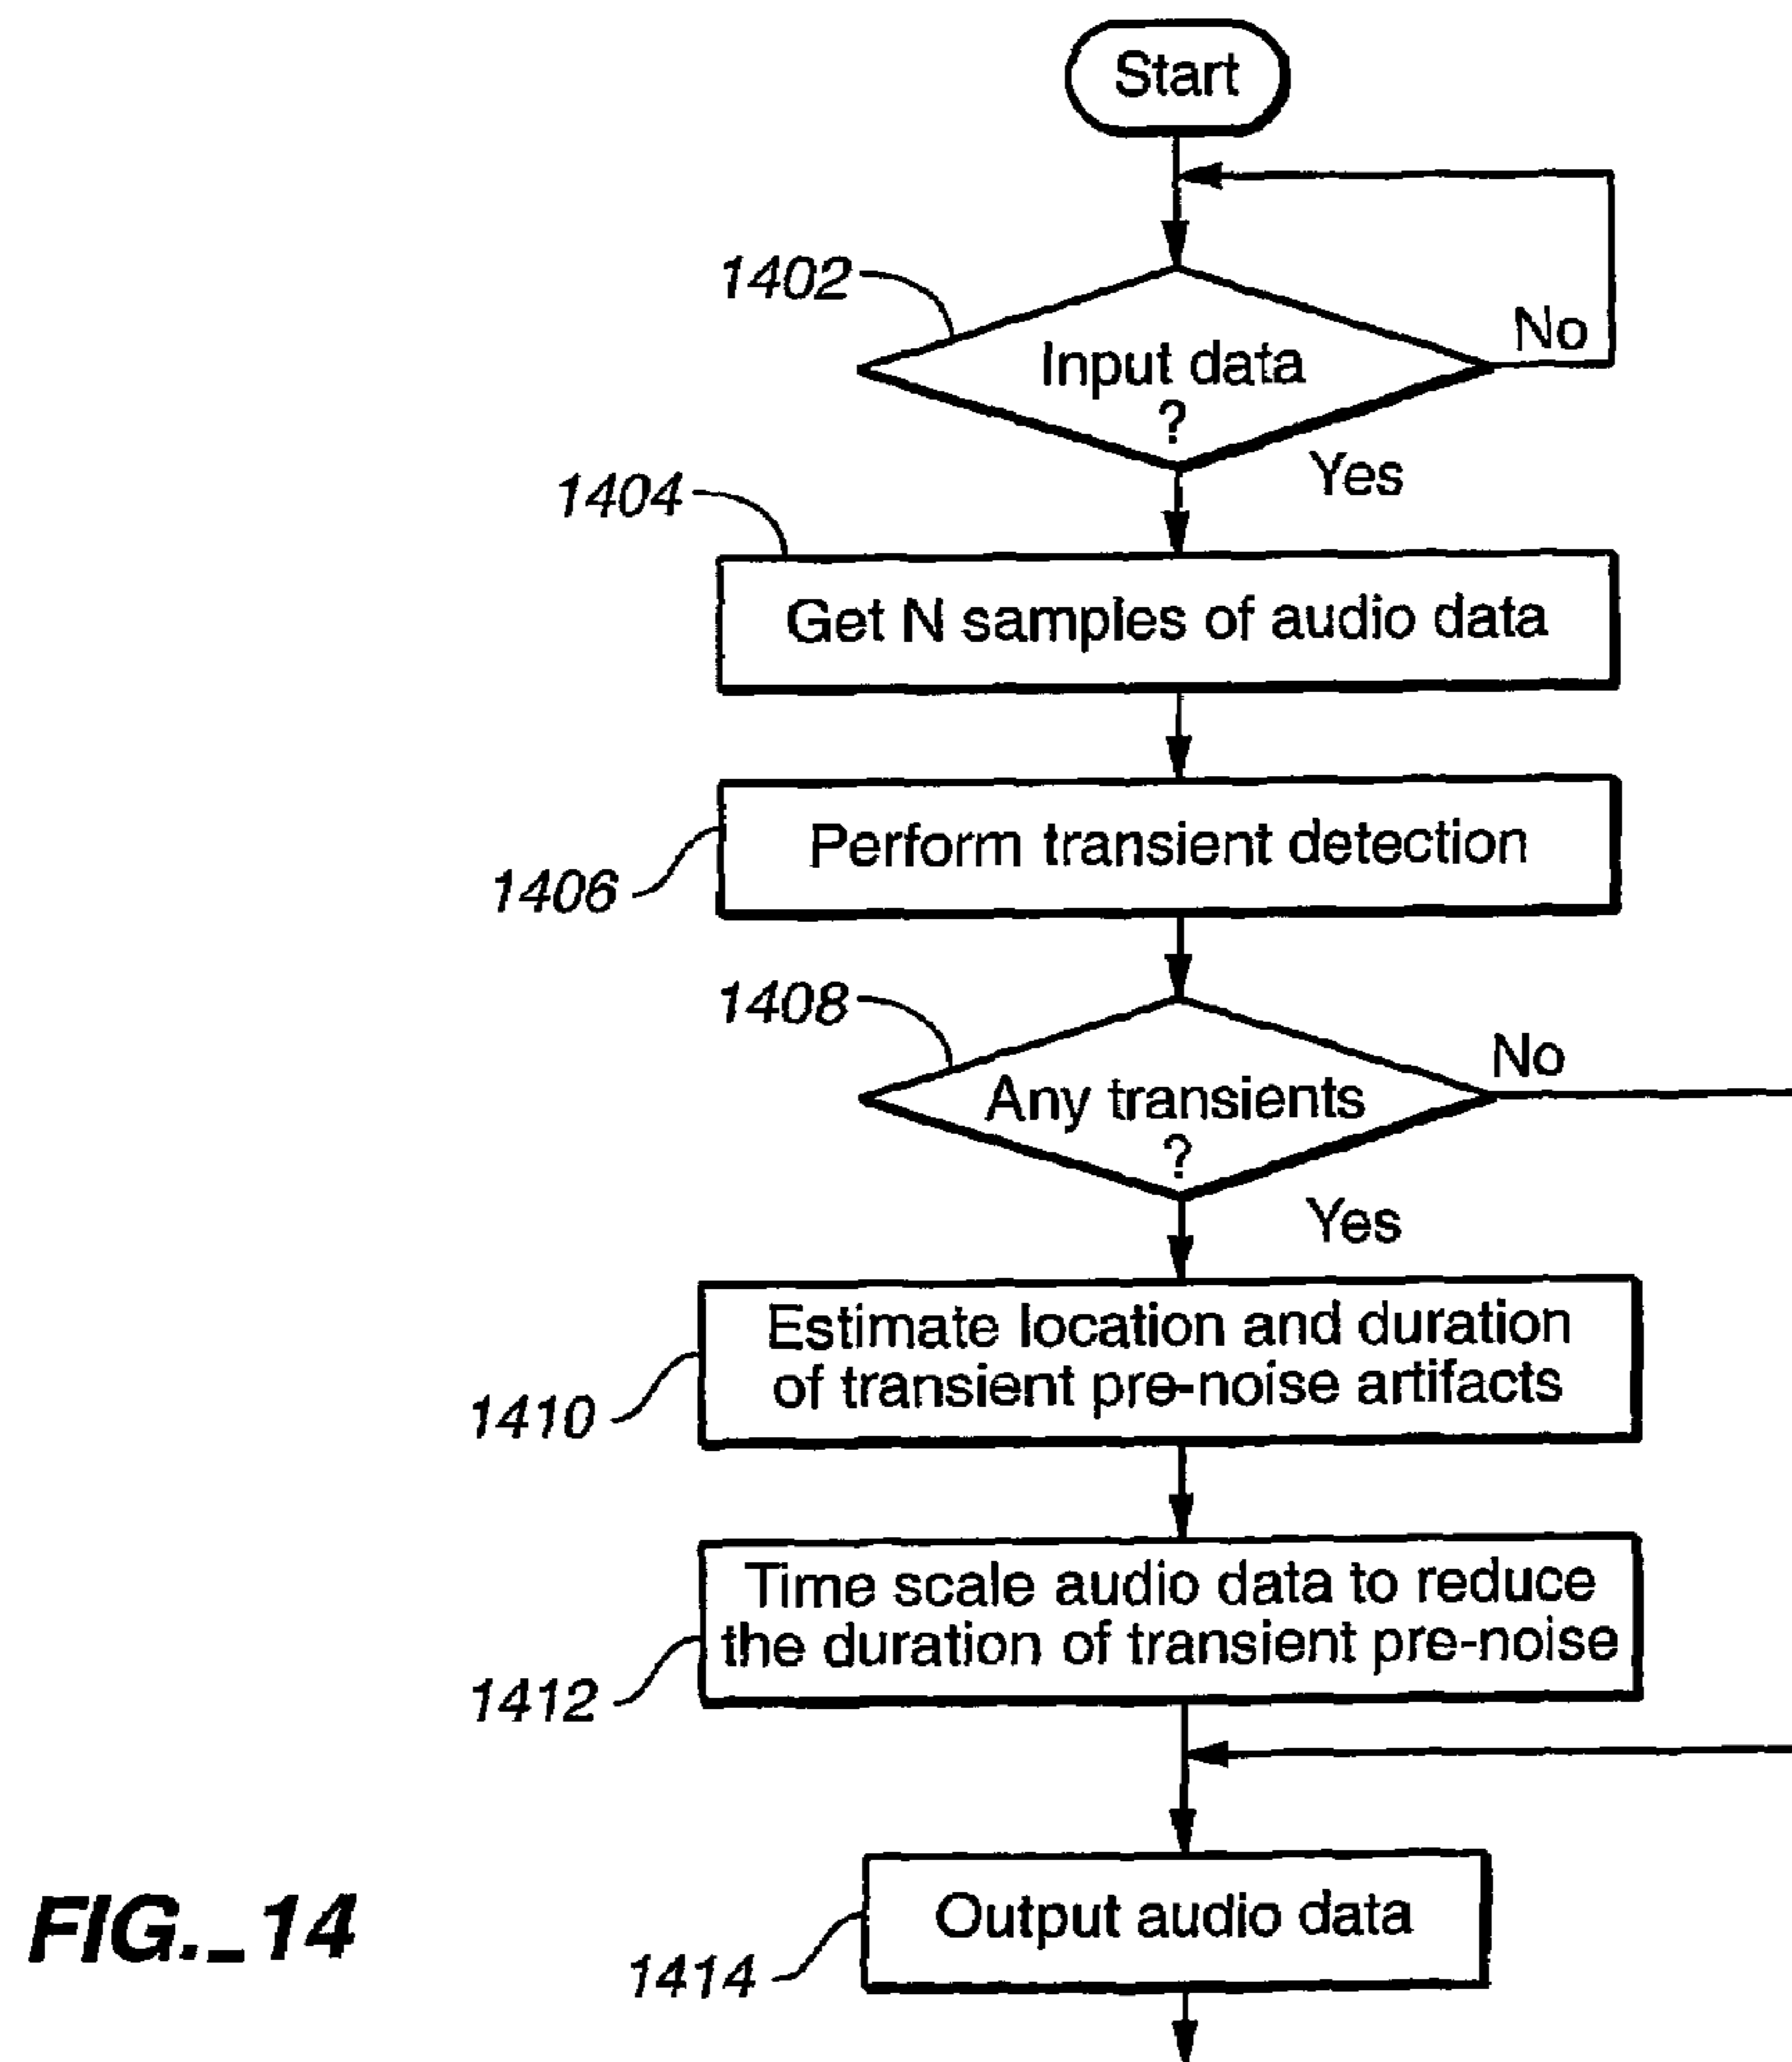 Start
1402
Input data
?
No
Yes
1404
Get N samples of audio data
Perform transient detection
1406
1408
Any transients
?
No
Yes
Estimate location and duration
of transient pre-noise artifacts
1410
Time scale audio data to reduce
the duration of transient pre-noise
1412
Output audio data
1414
FIG._14